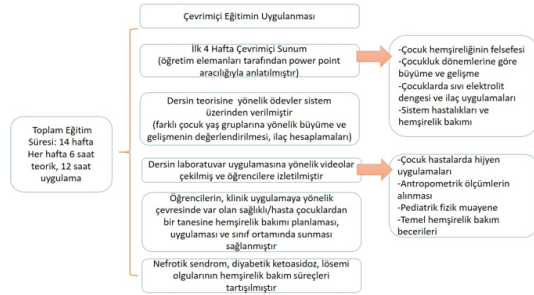 Çevrimiçi Eğitimin Uygulanması
İlk 4 Hafta Çevrimiçi Sunum
(öğretim elemanları tarafından power point
aracılığıyla anlatılmıştır)
-Çocuk hemşireliğinin felsefesi
-Çocukluk dönemlerine göre
büyüme ve gelişme
-Çocuklarda sıvı elektrolit
dengesi ve ilaç uygulamaları
-Sistem hastalıkları ve
hemşirelik bakımı
Dersin teorisine yönelik ödevler sistem
üzerinden verilmiştir
(farklı çocuk yaş gruplarına yönelik büyüme ve
gelişmenin değerlendirilmesi, ilaç hesaplamaları)
Toplam Eğitim
Süresi: 14 hafta
Her hafta 6 saat
teorik, 12 saat
uygulama
Dersin laboratuvar uygulamasına yönelik videolar
çekilmiş ve öğrencilere izletilmiştir
-Çocuk hastalarda hijyen
uygulamaları
-Antropometrik ölçümlerin
alınması
-Pediatrik fizik muayene
-Temel hemşirelik bakım
becerileri
Öğrencilerin, klinik uygulamaya yönelik
çevresinde var olan sağlıklı/hasta çocuklardan
bir tanesine hemşirelik bakımı planlaması,
uygulaması ve sınıf ortamında sunması
sağlanmıştır
Nefrotik sendrom, diyabetik ketoasidoz, lösemi
olgularının hemşirelik bakım süreçleri
tartışılmıştır